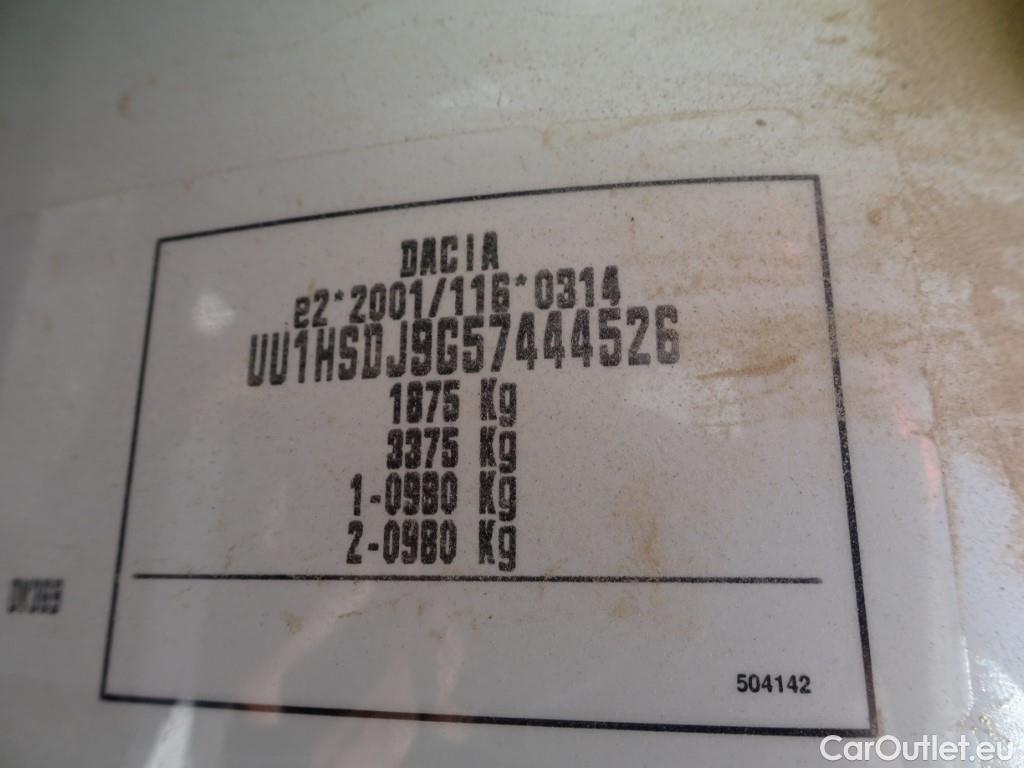 DACIA
e2*2001/116*0314
UU1HSDJ9G57444526
1875 Kg
3375 Kg
1-0980 Kg
2-0980 Kg
504142
CarOutlet.eu